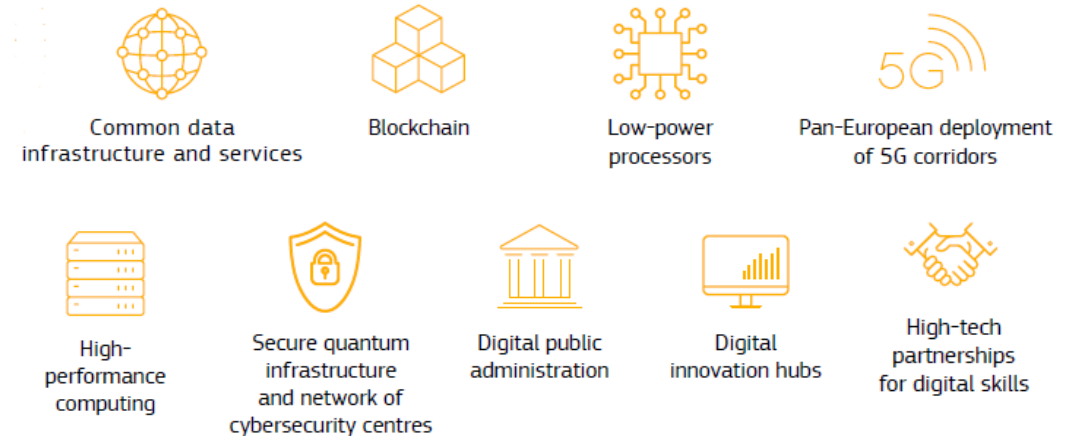 Common data
infrastructure and services
Blockchain
Low-power
processors
5G
Pan-European deployment
of 5G corridors
High-
performance
computing
Secure quantum
infrastructure
and network of
cybersecurity centres
Digital public
administration
Digital
innovation hubs
High-tech
partnerships
for digital skills